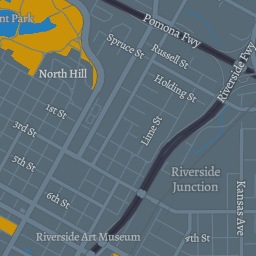 nt Park
Pomona Fwy
Spruce St
Russell St
Riverside Fwy
North Hill
Holding St
1st St
3rd St
Lime St
5th St
Riverside
Junction
6th St
Kansas Ave
Riverside Art Museum
9th St